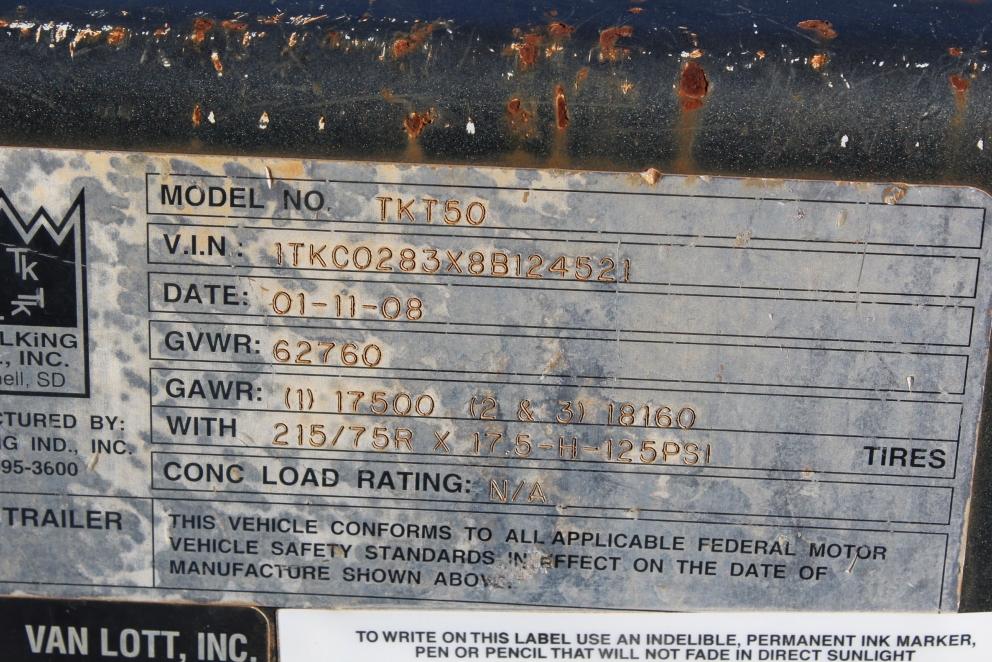 MODEL NO. TKT50
V.I.N.: 1TKC0283X8B124521
DATE: 01-11-08
GVWR: 62760
GAWR: (1) 17500 (2 & 3) 18160
WITH 215/75R X 17.5-H-125PSI TIRES
CONC LOAD RATING: N/A
THIS VEHICLE CONFORMS TO ALL APPLICABLE FEDERAL MOTOR
VEHICLE SAFETY STANDARDS IN EFFECT ON THE DATE OF
MANUFACTURE SHOWN ABOVE.
TK
TK
LKiNG
., INC.
ell, SD
CTURED BY:
G IND., INC.
95-3600
TRAILER
VAN LOTT, INC.
TO WRITE ON THIS LABEL USE AN INDELIBLE, PERMANENT INK MARKER,
PEN OR PENCIL THAT WILL NOT FADE IN DIRECT SUNLIGHT